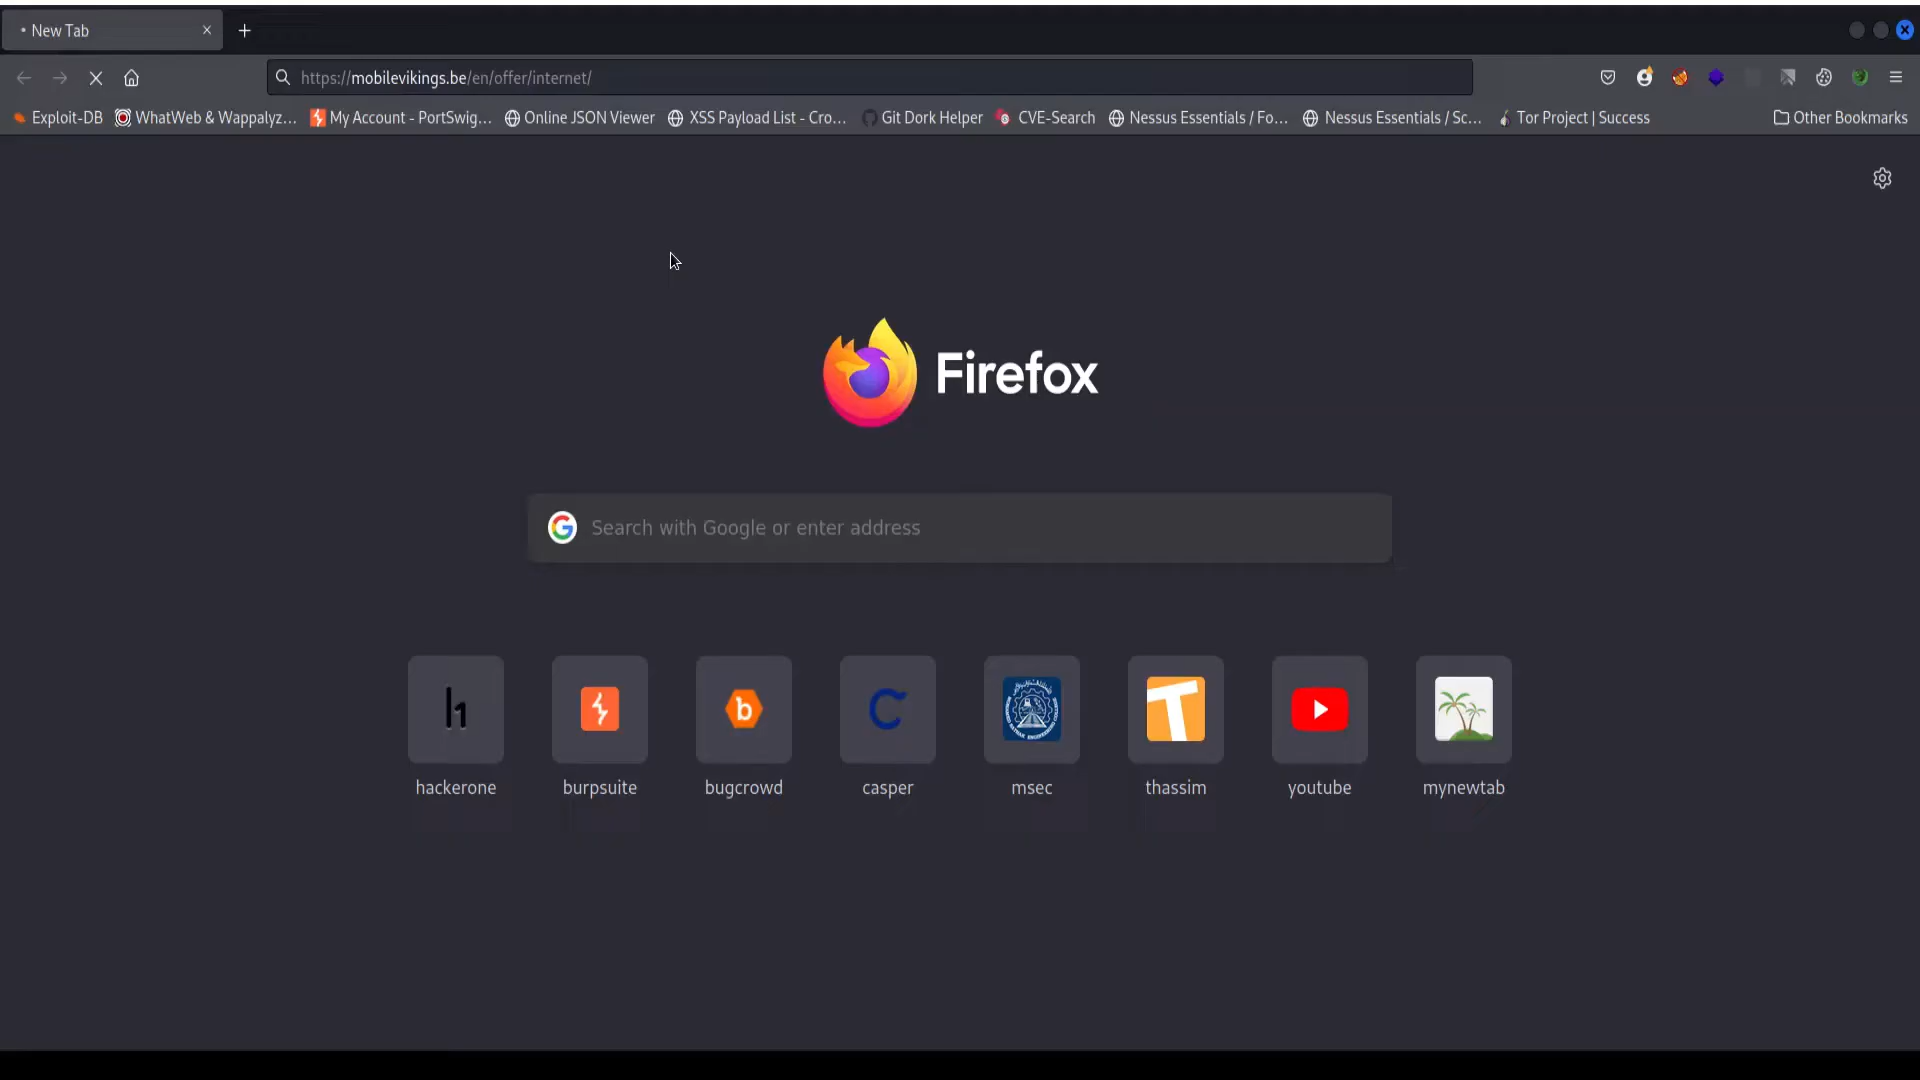 New Tab
https://mobilevikings.be/en/offer/internet/
Exploit-DB WhatWeb & Wappalyz... My Account - PortSwig... Online JSON Viewer XSS Payload List - Cro... Git Dork Helper CVE-Search Nessus Essentials / Fo... Nessus Essentials / Sc... Tor Project | Success Other Bookmarks
Firefox
Search with Google or enter address
hackerone burpsuite bugcrowd casper msec thassim youtube mynewtab